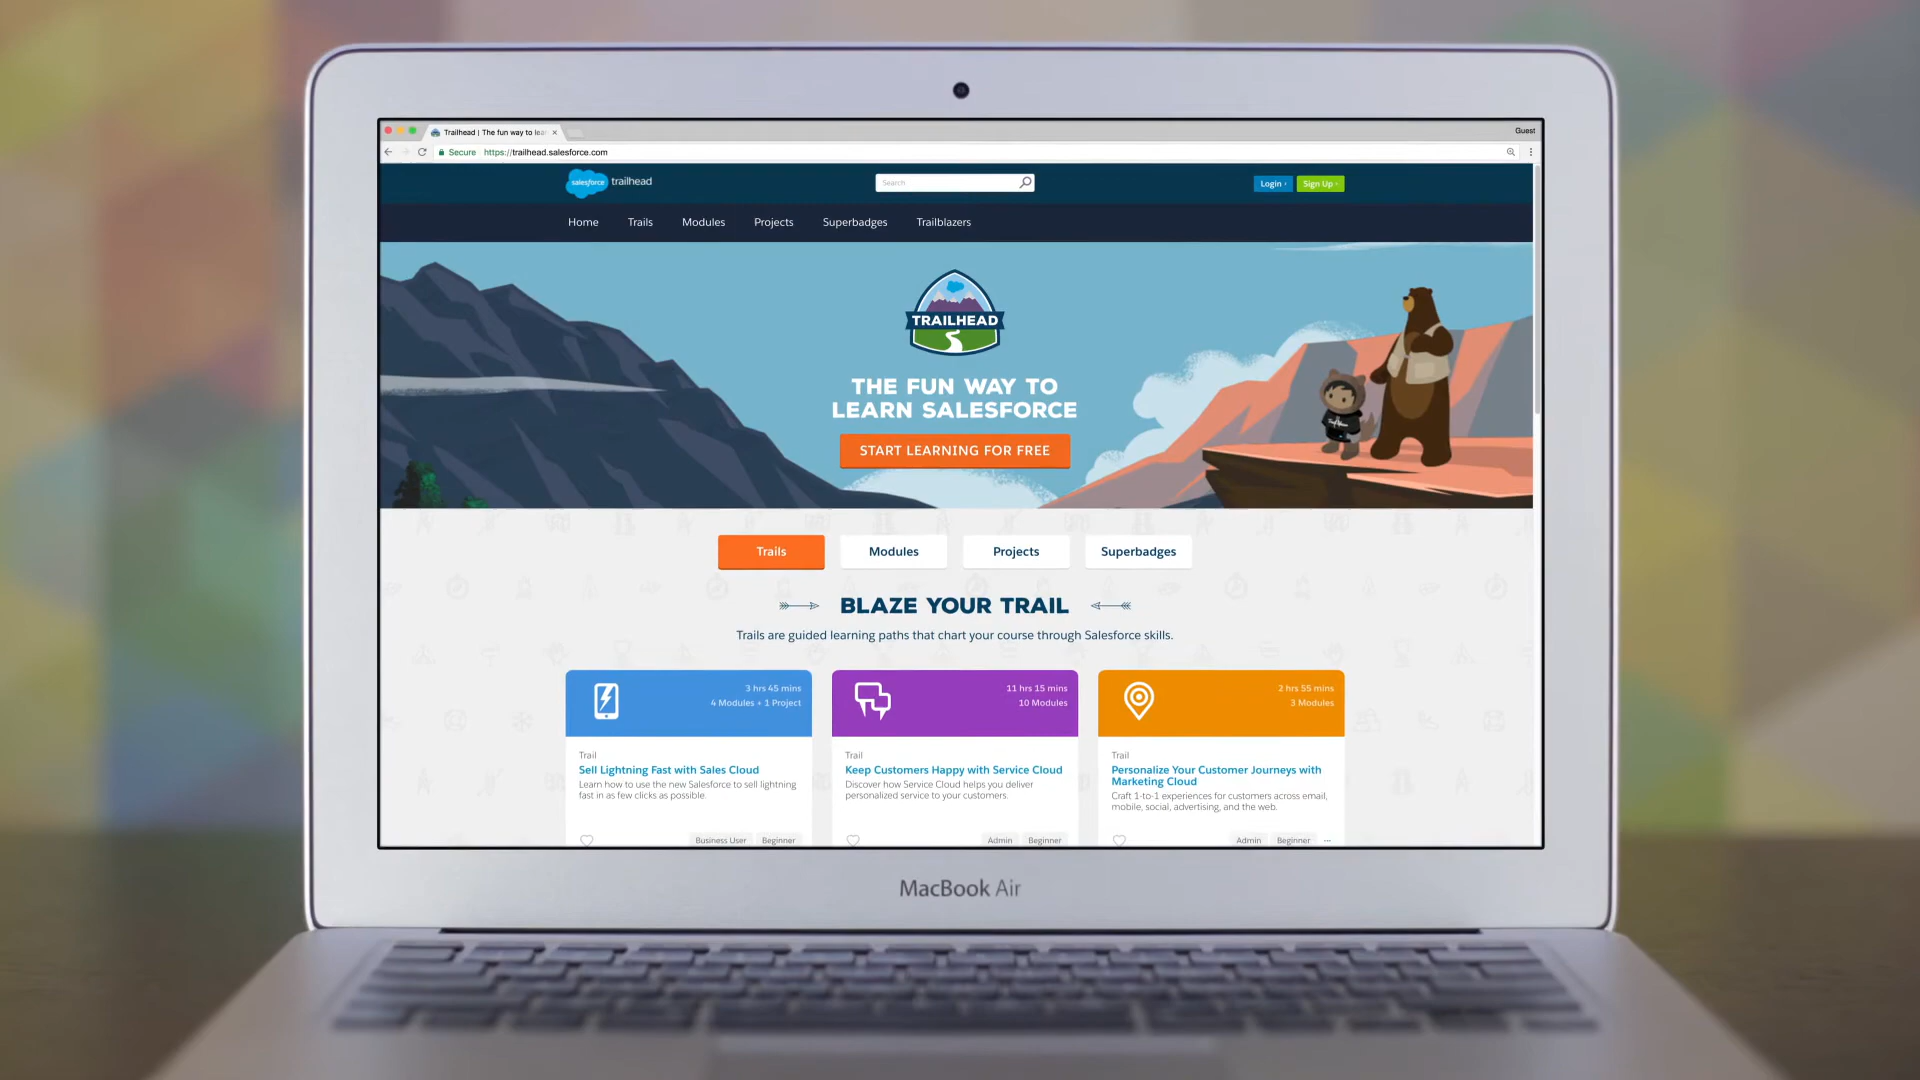 Trailhead | The fun way to lea
Guest
Secure https://trailhead.salesforce.com
salesforce trailhead
Search
Login ›
Sign Up ›
Home Trails Modules Projects Superbadges Trailblazers
TRAILHEAD
THE FUN WAY TO
LEARN SALESFORCE
START LEARNING FOR FREE
Trails Modules Projects Superbadges
BLAZE YOUR TRAIL
Trails are guided learning paths that chart your course through Salesforce skills.
3 hrs 45 mins
4 Modules + 1 Project
Trail
Sell Lightning Fast with Sales Cloud
Learn how to use the new Salesforce to sell lightning
fast in as few clicks as possible.
Business User Beginner
11 hrs 15 mins
10 Modules
Trail
Keep Customers Happy with Service Cloud
Discover how Service Cloud helps you deliver
personalized service to your customers.
Admin Beginner
2 hrs 55 mins
3 Modules
Trail
Personalize Your Customer Journeys with
Marketing Cloud
Craft 1-to-1 experiences for customers across email,
mobile, social, advertising, and the web.
Admin Beginner ...
MacBook Air